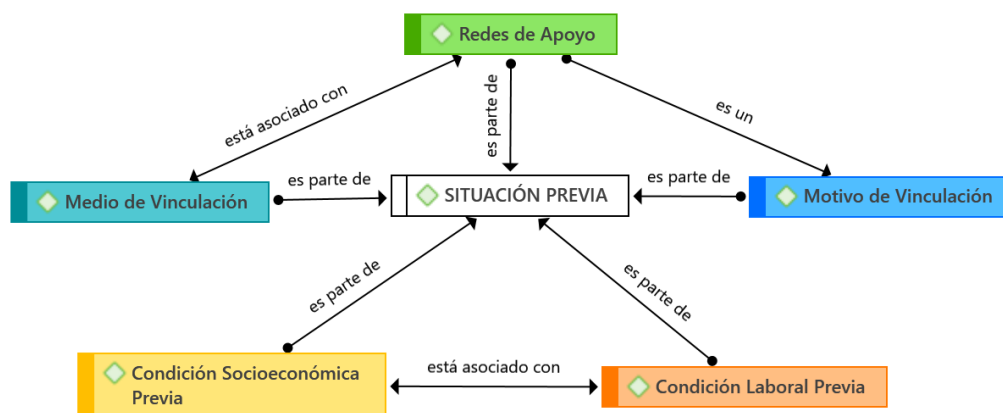 Redes de Apoyo
está asociado con
es parte de
es un
Medio de Vinculación
es parte de
SITUACIÓN PREVIA
es parte de
Motivo de Vinculación
es parte de
es parte de
Condición Socioeconómica
Previa
está asociado con
Condición Laboral Previa